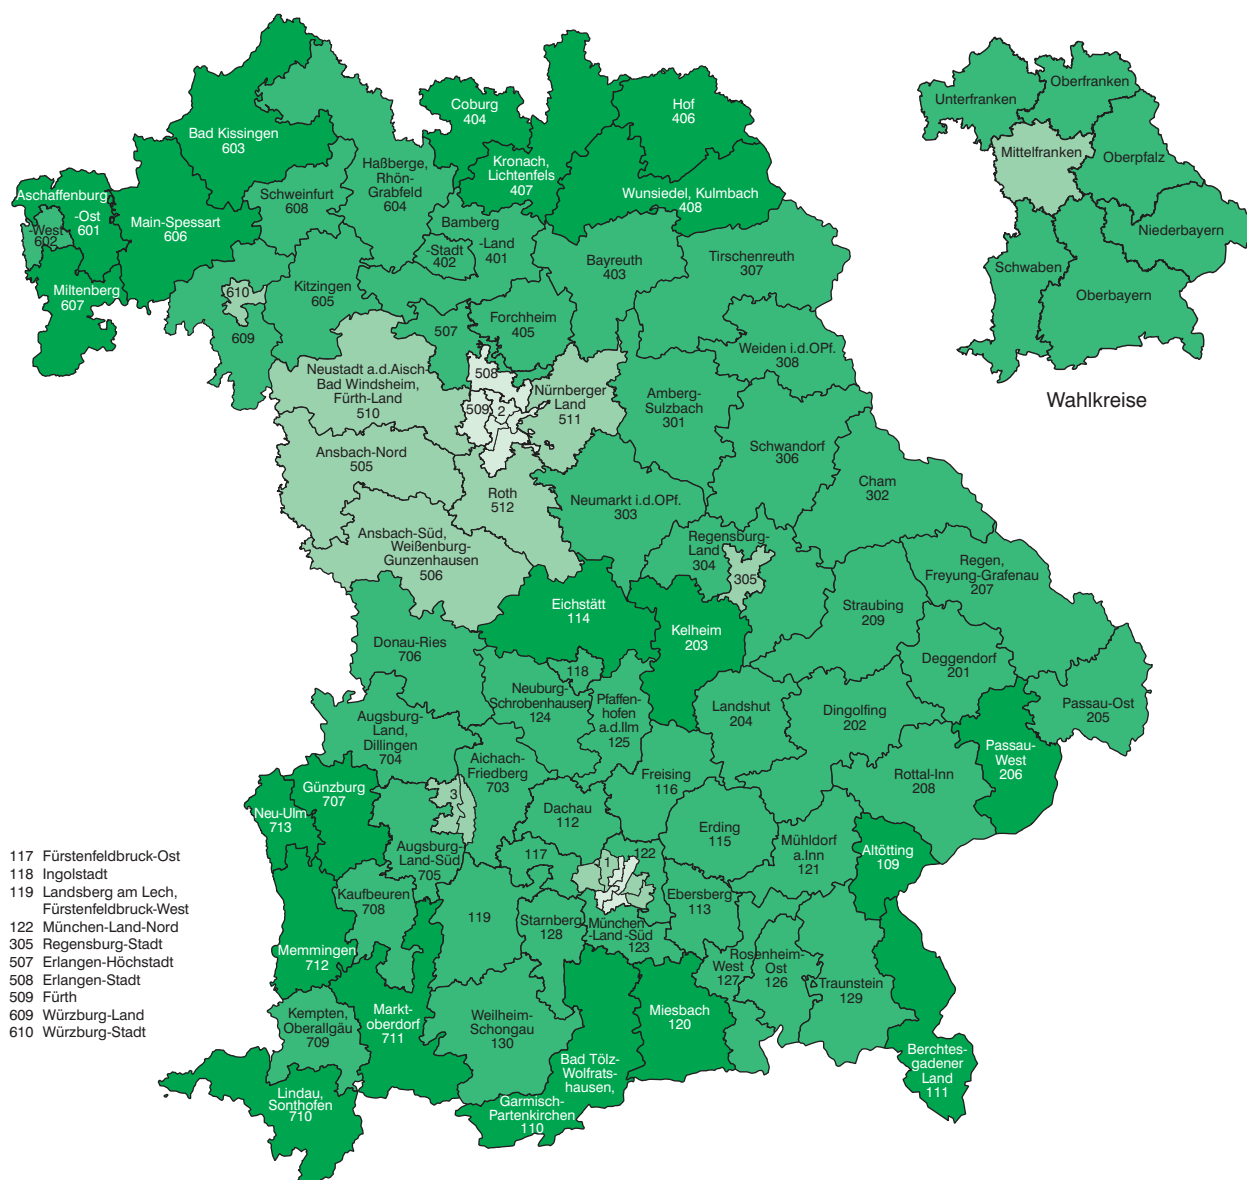 Coburg
404
Hof
406
Bad Kissingen
603
Kronach,
Lichtenfels
407
Haßberge,
Rhön-
Grabfeld
604
Wunsiedel, Kulmbach
408
Aschaffenburg
-Ost
601
-West
602
Main-Spessart
606
Schweinfurt
608
Bamberg
-Land
401
-Stadt
402
Bayreuth
403
Tirschenreuth
307
Miltenberg
607
610
609
Kitzingen
605
507
Forchheim
405
Weiden i.d.OPf.
308
Neustadt a.d.Aisch-
Bad Windsheim,
Fürth-Land
510
508
509
2
Nürnberger
Land
511
Amberg-
Sulzbach
301
Schwandorf
306
Ansbach-Nord
505
Roth
512
Neumarkt i.d.OPf.
303
Cham
302
Ansbach-Süd,
Weißenburg-
Gunzenhausen
506
Regensburg-
Land
304
305
Regen,
Freyung-Grafenau
207
Eichstätt
114
Kelheim
203
Straubing
209
Donau-Ries
706
118
Deggendorf
201
Neuburg-
Schrobenhausen
124
Pfaffen-
hofen
a.d.Ilm
125
Landshut
204
Dingolfing
202
Passau-Ost
205
Augsburg-
Land,
Dillingen
704
Aichach-
Friedberg
703
Freising
116
Passau-
West
206
Rottal-Inn
208
Günzburg
707
3
Dachau
112
Neu-Ulm
713
Erding
115
Mühldorf
a.Inn
121
Altötting
109
Augsburg-
Land-Süd
705
117
1
122
Kaufbeuren
708
119
Starnberg
128
München
-Land-Süd
123
Ebersberg
113
Memmingen
712
Rosenheim-
West
127
Ost
126
Traunstein
129
Kempten,
Oberallgäu
709
Markt-
oberdorf
711
Weilheim-
Schongau
130
Miesbach
120
Bad Tölz-
Wolfrats-
hausen,
Garmisch-
Partenkirchen
110
Berchtes-
gadener
Land
111
Lindau,
Sonthofen
710
Unterfranken
Oberfranken
Mittelfranken
Oberpfalz
Niederbayern
Schwaben
Oberbayern
Wahlkreise
117 Fürstenfeldbruck-Ost
118 Ingolstadt
119 Landsberg am Lech,
Fürstenfeldbruck-West
122 München-Land-Nord
305 Regensburg-Stadt
507 Erlangen-Höchstadt
508 Erlangen-Stadt
509 Fürth
609 Würzburg-Land
610 Würzburg-Stadt